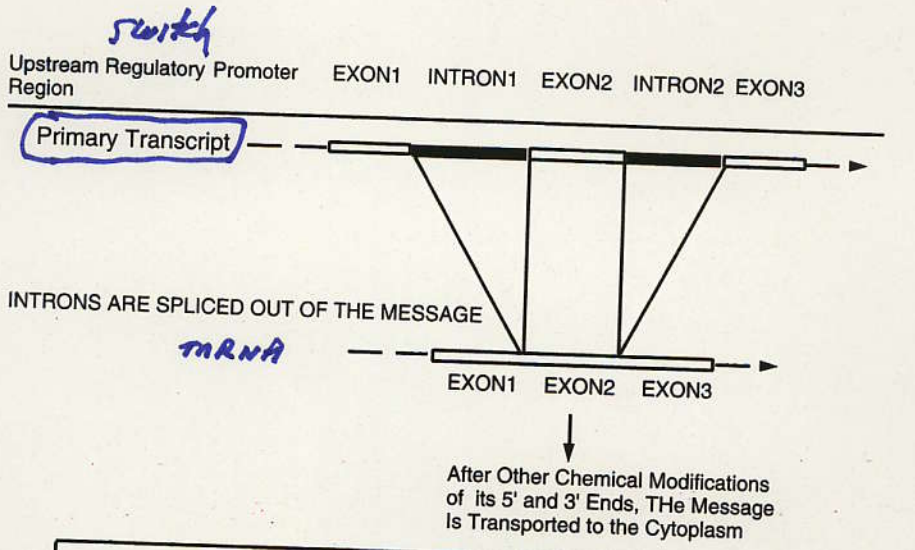 switch
Upstream Regulatory Promoter Region EXON1 INTRON1 EXON2 INTRON2 EXON3
Primary Transcript
INTRONS ARE SPLICED OUT OF THE MESSAGE
mRNA
EXON1 EXON2 EXON3
After Other Chemical Modifications
of its 5' and 3' Ends, THe Message
Is Transported to the Cytoplasm